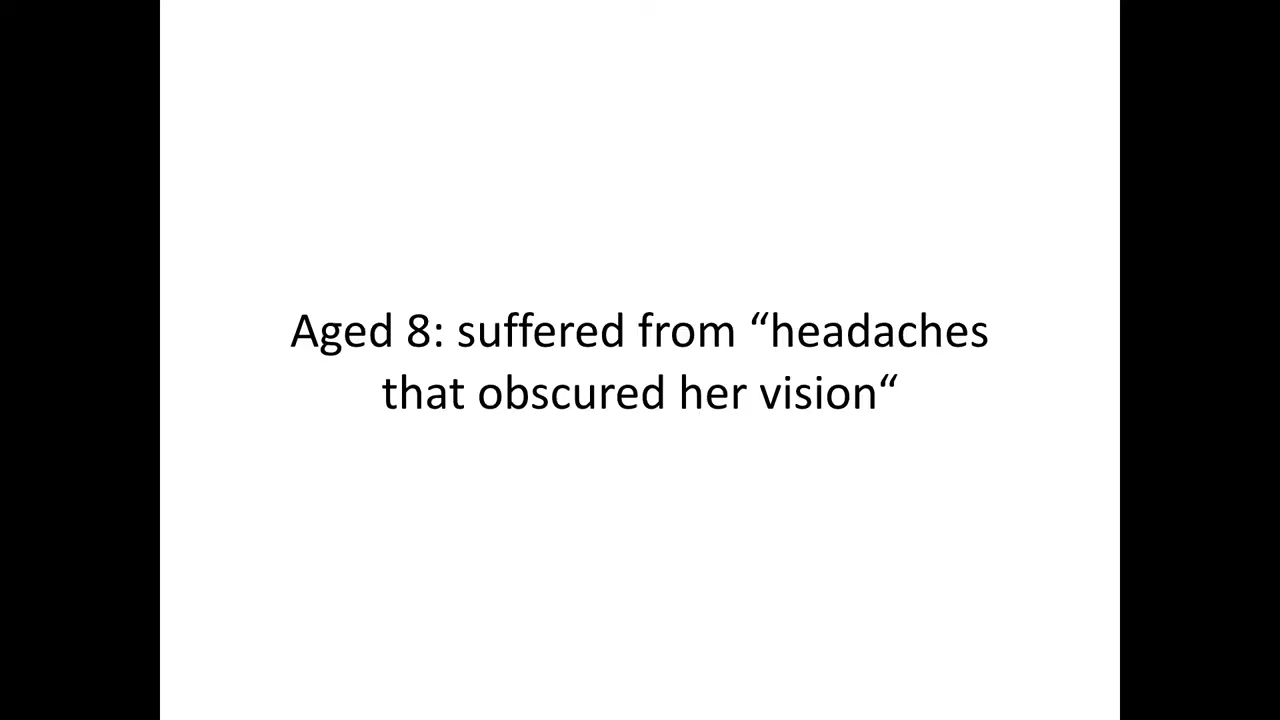 Aged 8: suffered from “headaches
that obscured her vision“